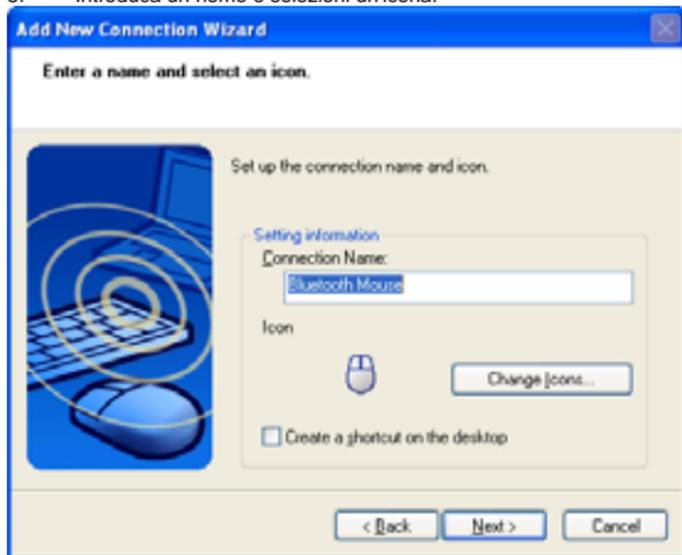 Introduca un nome e selezioni un'icona.
Add New Connection Wizard
Enter a name and select an icon.
Set up the connection name and icon.
Setting information
Connection Name:
Bluetooth Mouse
Icon
Change Icons...
Create a shortcut on the desktop
< Back
Next >
Cancel